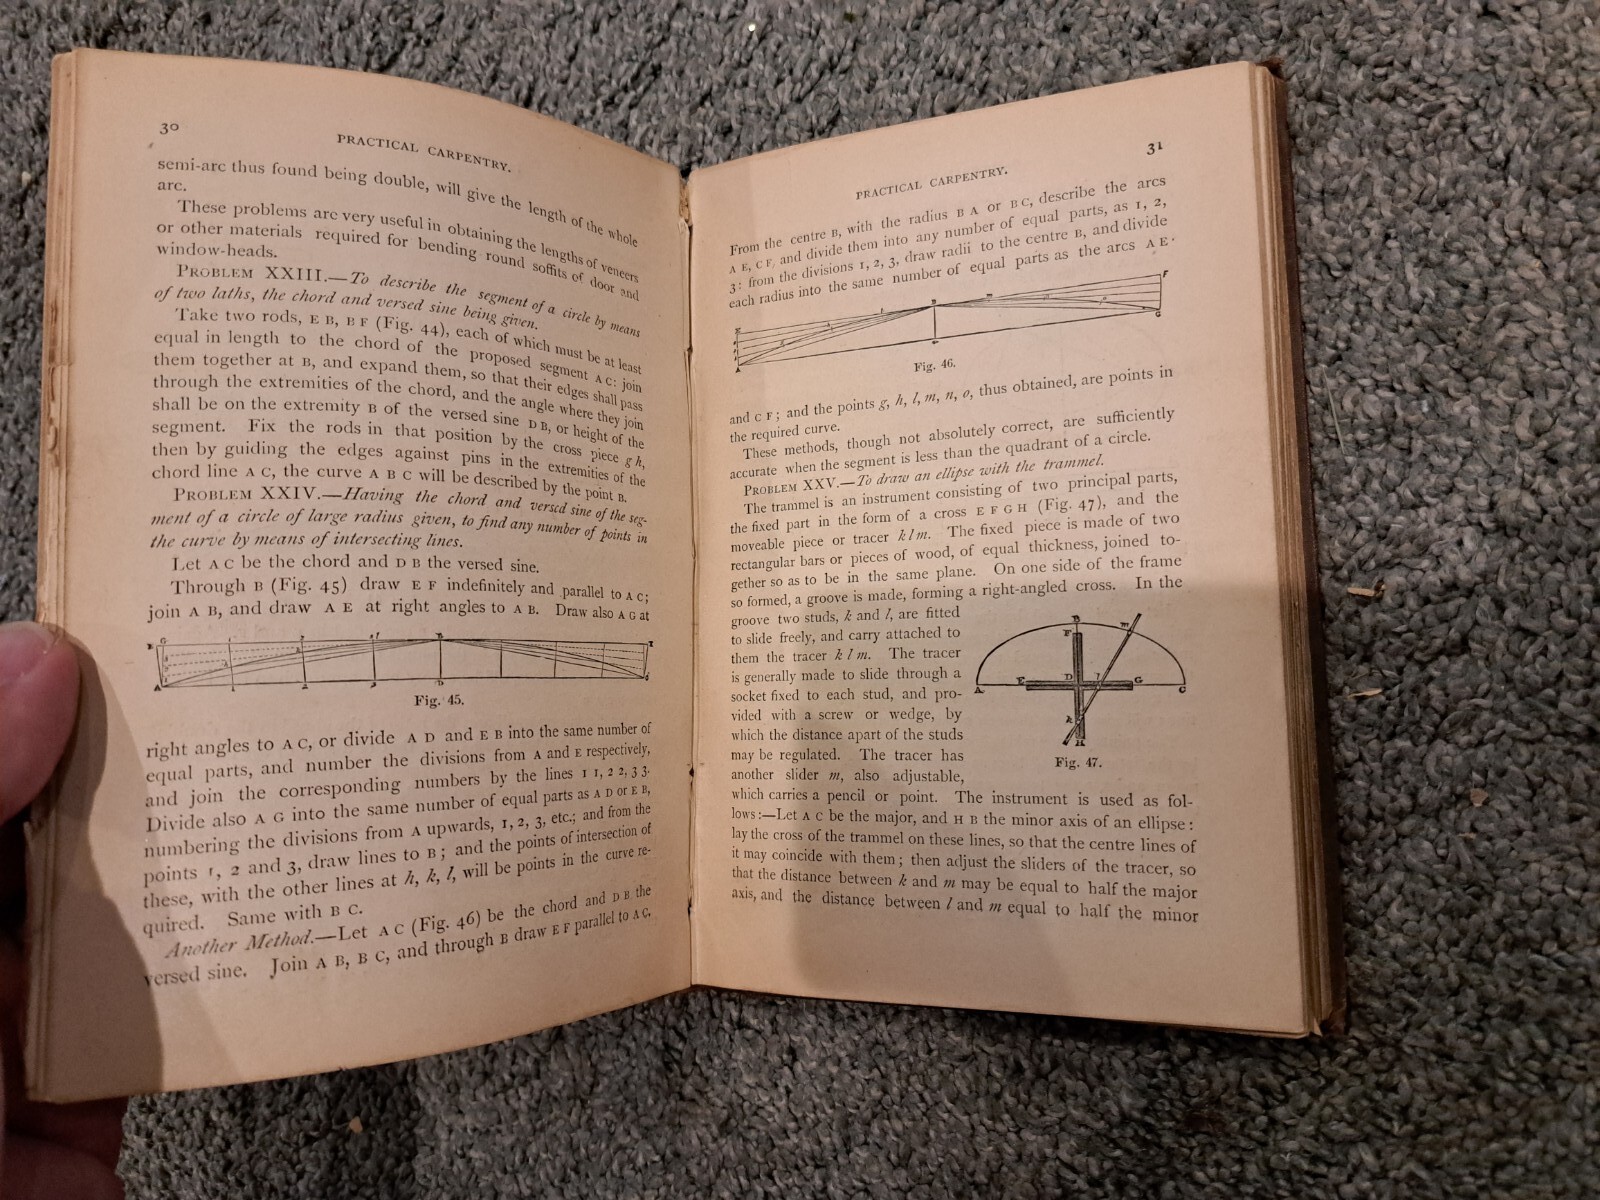 30
PRACTICAL CARPENTRY.
semi-arc thus found being double, will give the length of the whole
arc.
These problems are very useful in obtaining the lengths of veneers
or other materials required for bending round soffits of door and
window-heads.
PROBLEM XXIII.—To describe the segment of a circle by means
of two laths, the chord and versed sine being given.
Take two rods, E B, B F (Fig. 44), each of which must be at least
equal in length to the chord of the proposed segment A C: join
them together at B, and expand them, so that their edges shall pass
through the extremities of the chord, and the angle where they join
shall be on the extremity B of the versed sine D B, or height of the
segment. Fix the rods in that position by the cross piece g h,
then by guiding the edges against pins in the extremities of the
chord line A C, the curve A B C will be described by the point B.
PROBLEM XXIV.—Having the chord and versed sine of the seg-
ment of a circle of large radius given, to find any number of points in
the curve by means of intersecting lines.
Let A C be the chord and D B the versed sine.
Through B (Fig. 45) draw E F indefinitely and parallel to A C;
join A B, and draw A E at right angles to A B. Draw also A G at
Fig. 45.
right angles to A C, or divide A D and E B into the same number of
equal parts, and number the divisions from A and E respectively,
and join the corresponding numbers by the lines 1 1, 2 2, 3 3.
Divide also A G into the same number of equal parts as A D or E B,
numbering the divisions from A upwards, 1, 2, 3, etc.; and from the
points 1, 2 and 3, draw lines to B; and the points of intersection of
these, with the other lines at h, k, l, will be points in the curve re-
quired. Same with B C.
Another Method.—Let A C (Fig. 46) be the chord and D B the
versed sine. Join A B, B C, and through B draw E F parallel to A C.
31
PRACTICAL CARPENTRY.
From the centre B, with the radius B A or B C, describe the arcs
A E, C F, and divide them into any number of equal parts, as 1, 2,
3: from the divisions 1, 2, 3, draw radii to the centre B, and divide
each radius into the same number of equal parts as the arcs A E
B
F
G
A
Fig. 46.
and C F; and the points g, h, l, m, n, o, thus obtained, are points in
the required curve.
These methods, though not absolutely correct, are sufficiently
accurate when the segment is less than the quadrant of a circle.
PROBLEM XXV.—To draw an ellipse with the trammel.
The trammel is an instrument consisting of two principal parts,
the fixed part in the form of a cross E F G H (Fig. 47), and the
moveable piece or tracer k l m. The fixed piece is made of two
rectangular bars or pieces of wood, of equal thickness, joined to-
gether so as to be in the same plane. On one side of the frame
so formed, a groove is made, forming a right-angled cross. In the
groove two studs, k and l, are fitted
to slide freely, and carry attached to
them the tracer k l m. The tracer
is generally made to slide through a
socket fixed to each stud, and pro-
vided with a screw or wedge, by
which the distance apart of the studs
may be regulated. The tracer has
another slider m, also adjustable,
B
m
F
A
E
D
l
G
C
k
H
Fig. 47.
which carries a pencil or point. The instrument is used as fol-
lows:—Let A C be the major, and H B the minor axis of an ellipse:
lay the cross of the trammel on these lines, so that the centre lines of
it may coincide with them; then adjust the sliders of the tracer, so
that the distance between k and m may be equal to half the major
axis, and the distance between l and m equal to half the minor